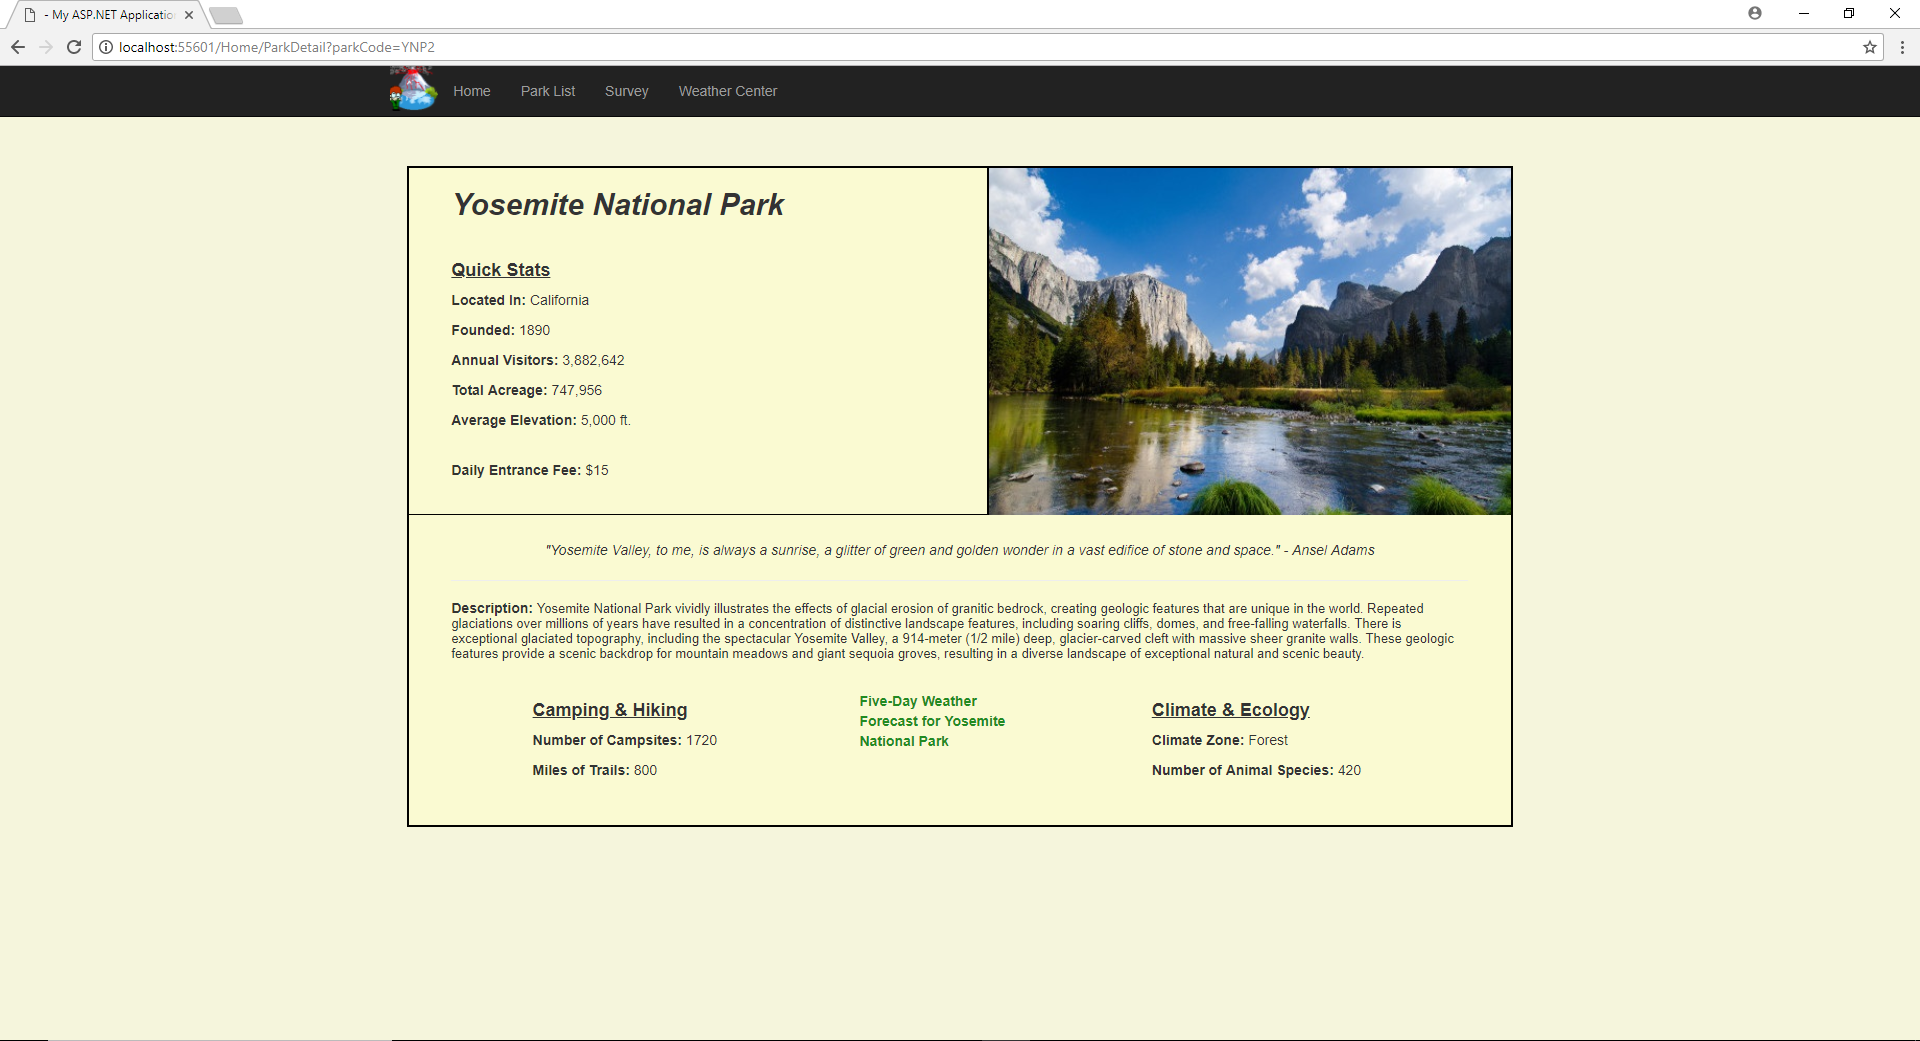 - My ASP.NET Applicatio
localhost:55601/Home/ParkDetail?parkCode=YNP2
Home Park List Survey Weather Center
Yosemite National Park
Quick Stats
Located In: California
Founded: 1890
Annual Visitors: 3,882,642
Total Acreage: 747,956
Average Elevation: 5,000 ft.
Daily Entrance Fee: $15
"Yosemite Valley, to me, is always a sunrise, a glitter of green and golden wonder in a vast edifice of stone and space." - Ansel Adams
Description: Yosemite National Park vividly illustrates the effects of glacial erosion of granitic bedrock, creating geologic features that are unique in the world. Repeated
glaciations over millions of years have resulted in a concentration of distinctive landscape features, including soaring cliffs, domes, and free-falling waterfalls. There is
exceptional glaciated topography, including the spectacular Yosemite Valley, a 914-meter (1/2 mile) deep, glacier-carved cleft with massive sheer granite walls. These geologic
features provide a scenic backdrop for mountain meadows and giant sequoia groves, resulting in a diverse landscape of exceptional natural and scenic beauty.
Camping & Hiking
Number of Campsites: 1720
Miles of Trails: 800
Five-Day Weather
Forecast for Yosemite
National Park
Climate & Ecology
Climate Zone: Forest
Number of Animal Species: 420